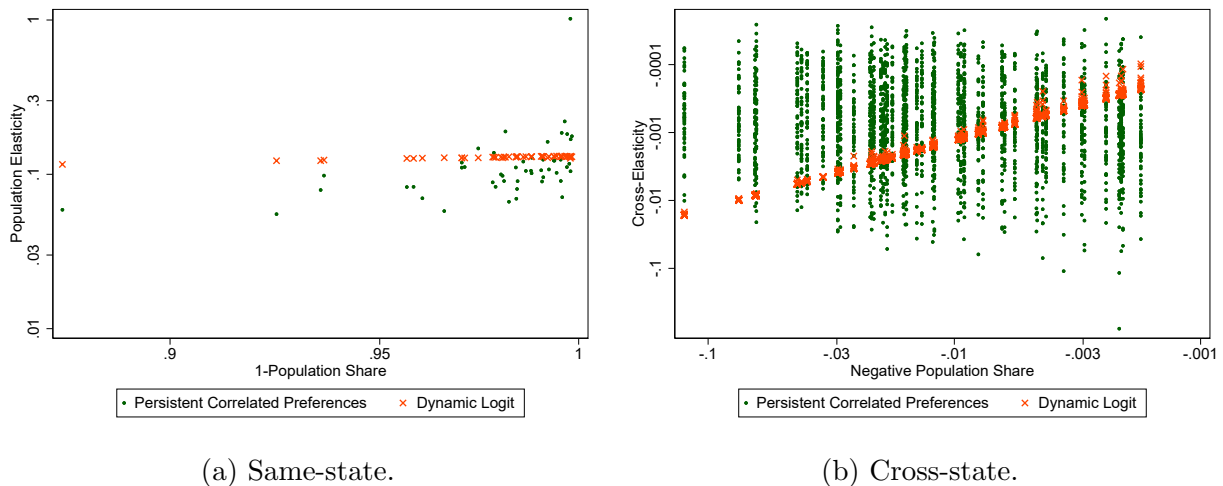 Population Elasticity
1
.3
.1
.03
.01
.9
.95
1
1-Population Share
Persistent Correlated Preferences
Dynamic Logit
(a) Same-state.
Cross-Elasticity
-.0001
-.001
-.01
-.1
-.1
-.03
-.01
-.003
-.001
Negative Population Share
Persistent Correlated Preferences
Dynamic Logit
(b) Cross-state.